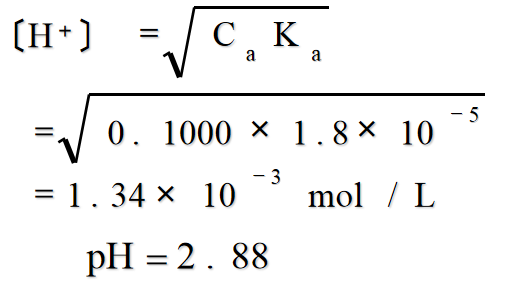 〔H⁺〕 = √CₐKₐ
= √0.1000 × 1.8 × 10⁻⁵
= 1.34 × 10⁻³ mol / L
pH = 2.88